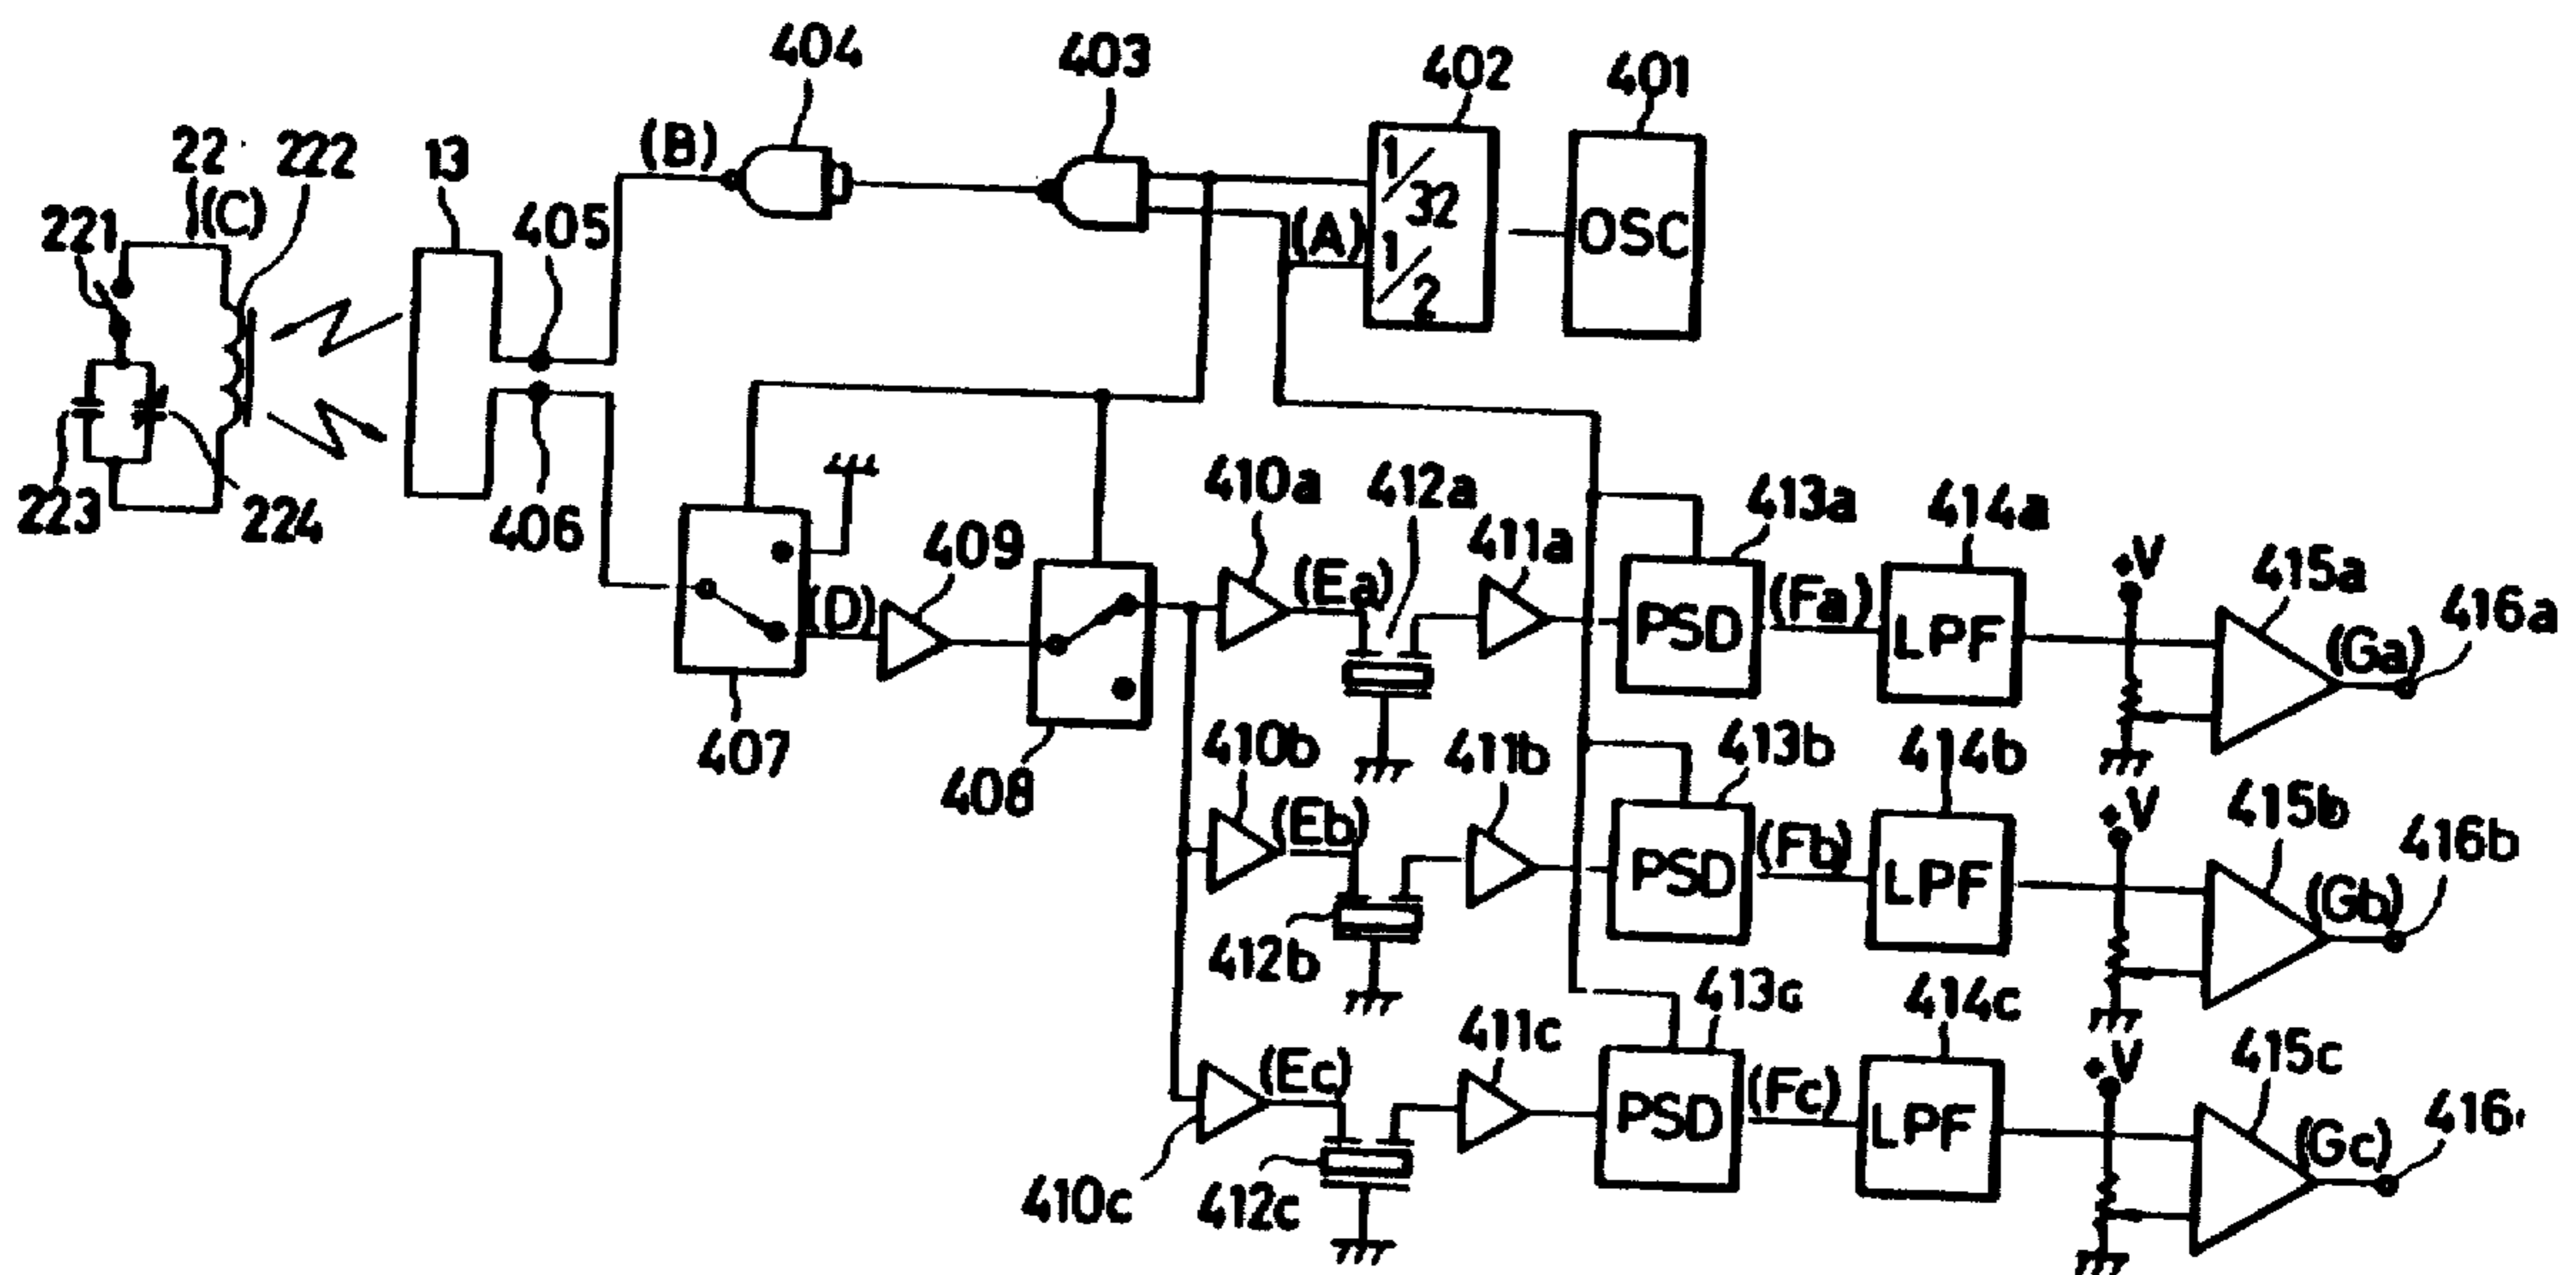 404
403
402
401
22
222
13
(B)
(C)
221
405
1/32
(A)
1/2
OSC
223
224
406
410a
412a
411a
413a
414a
+V
415a
416a
409
(D)
(Ea)
PSD
(Fa)
LPF
(Ga)
407
408
410b
411b
413b
414b
+V
415b
416b
(Eb)
PSD
(Fb)
LPF
(Gb)
412b
413c
414c
411c
+V
415c
(Ec)
PSD
(Fc)
LPF
(Gc)
410c
412c